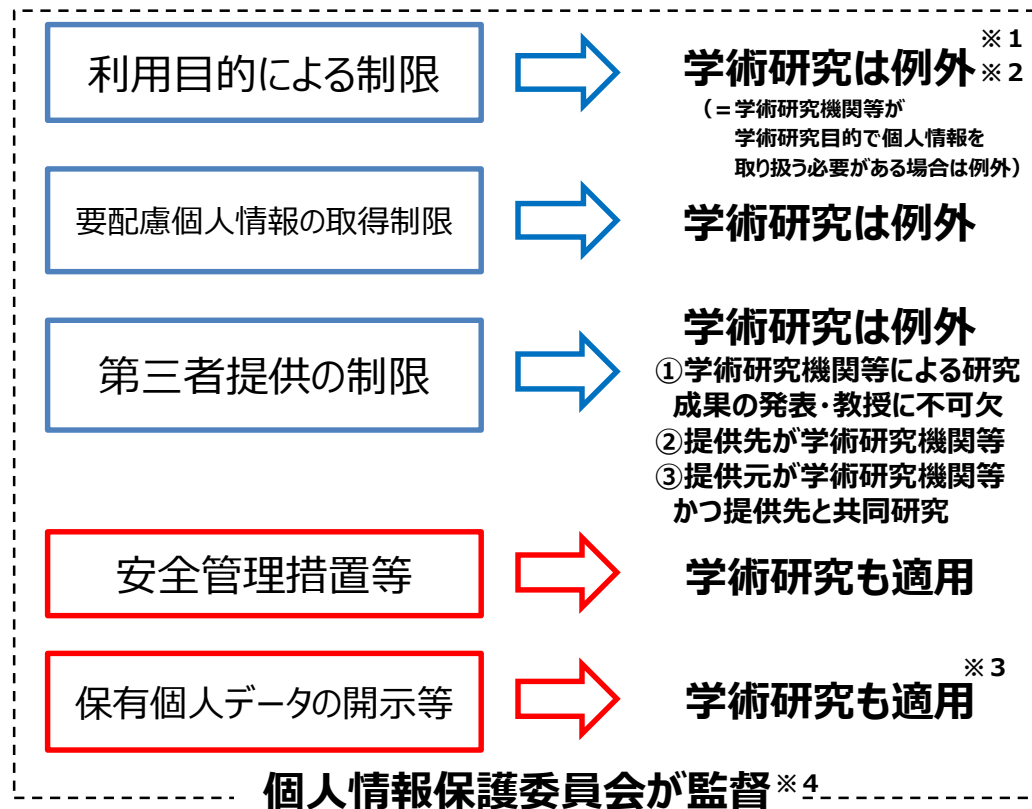 利用目的による制限
学術研究は例外※1
※2
(=学術研究機関等が
学術研究目的で個人情報を
取り扱う必要がある場合は例外)
要配慮個人情報の取得制限
学術研究は例外
第三者提供の制限
学術研究は例外
①学術研究機関等による研究
成果の発表・教授に不可欠
②提供先が学術研究機関等
③提供元が学術研究機関等
かつ提供先と共同研究
安全管理措置等
学術研究も適用
保有個人データの開示等
学術研究も適用※3
個人情報保護委員会が監督※4